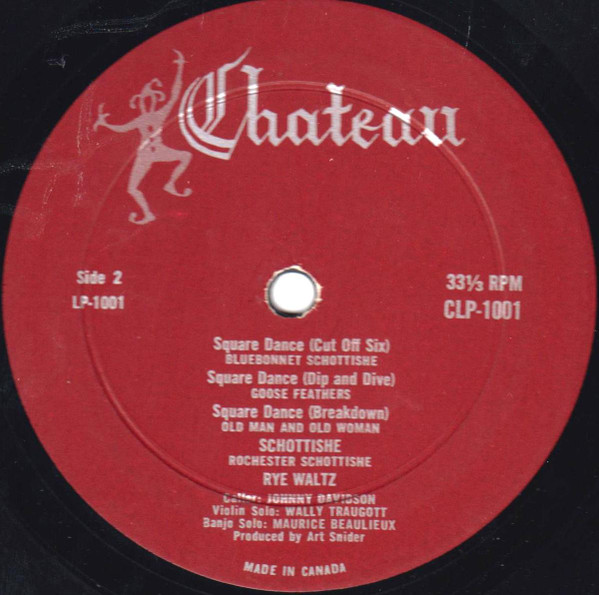 Chateau
Side 2
LP-1001
33⅓ RPM
CLP-1001
Square Dance (Cut Off Six)
BLUEBONNET SCHOTTISHE
Square Dance (Dip and Dive)
GOOSE FEATHERS
Square Dance (Breakdown)
OLD MAN AND OLD WOMAN
SCHOTTISHE
ROCHESTER SCHOTTISHE
RYE WALTZ
Caller: JOHNNY DAVIDSON
Violin Solo: WALLY TRAUGOTT
Banjo Solo: MAURICE BEAULIEUX
Produced by Art Snider
MADE IN CANADA